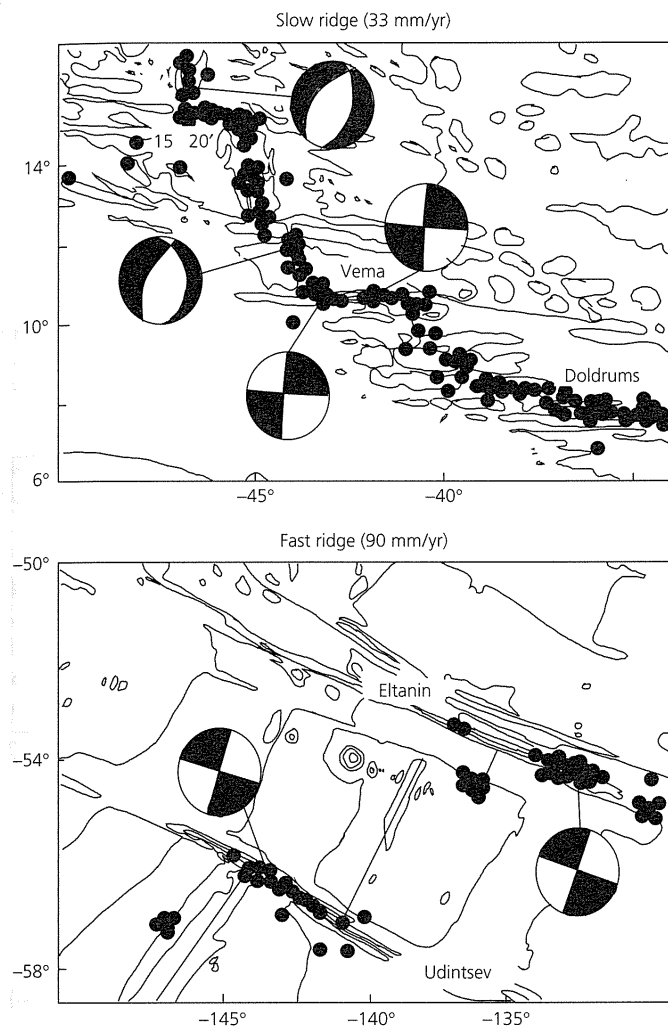 Slow ridge (33 mm/yr)
15 20′
14°
Vema
10°
Doldrums
6°
−45°
−40°
Fast ridge (90 mm/yr)
−50°
Eltanin
−54°
−58°
Udintsev
−145°
−140°
−135°